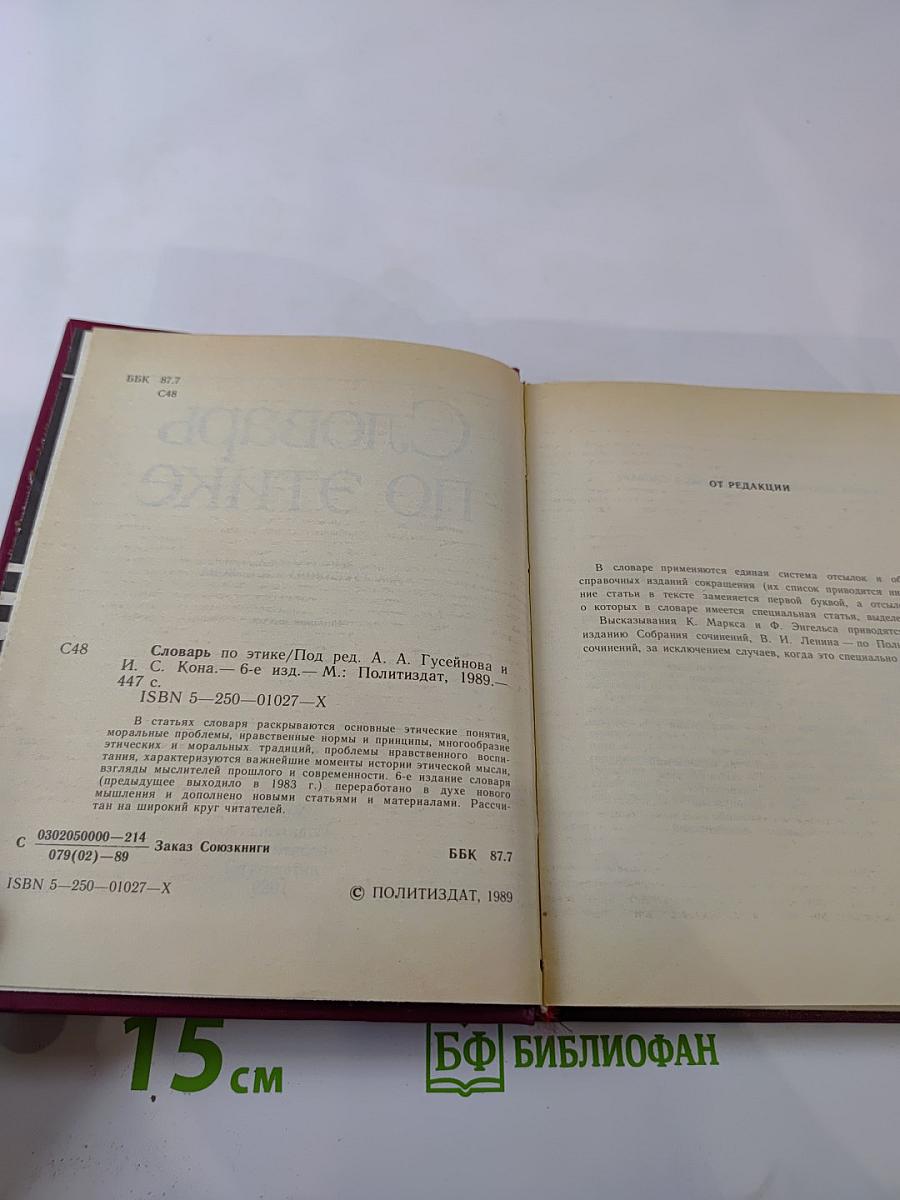 ББК 87.7
С48
Словарь
по этике
С48
Словарь по этике/Под ред. А. А. Гусейнова и
И. С. Кона.— 6-е изд.— М.: Политиздат, 1989.—
447 с.
ISBN 5—250—01027—X
В статьях словаря раскрываются основные этические понятия,
моральные проблемы, нравственные нормы и принципы, многообразие
этических и моральных традиций, проблемы нравственного воспи-
тания, характеризуются важнейшие моменты истории этической мысли,
взгляды мыслителей прошлого и современности. 6-е издание словаря
(предыдущее выходило в 1983 г.) переработано в духе нового
мышления и дополнено новыми статьями и материалами. Рассчи-
тан на широкий круг читателей.
С 0302050000—214 Заказ Союзкниги
079(02)—89
ББК 87.7
ISBN 5—250—01027—X
© ПОЛИТИЗДАТ, 1989
ОТ РЕДАКЦИИ
В словаре применяются единая система отсылок и об
справочных изданий сокращения (их список приводится ни
ние статьи в тексте заменяется первой буквой, а отсыл
о которых в словаре имеется специальная статья, выделе
Высказывания К. Маркса и Ф. Энгельса приводятс
изданию Собрания сочинений, В. И. Ленина — по Пол
сочинений, за исключением случаев, когда это специально
15 см
БФ БИБЛИОФАН